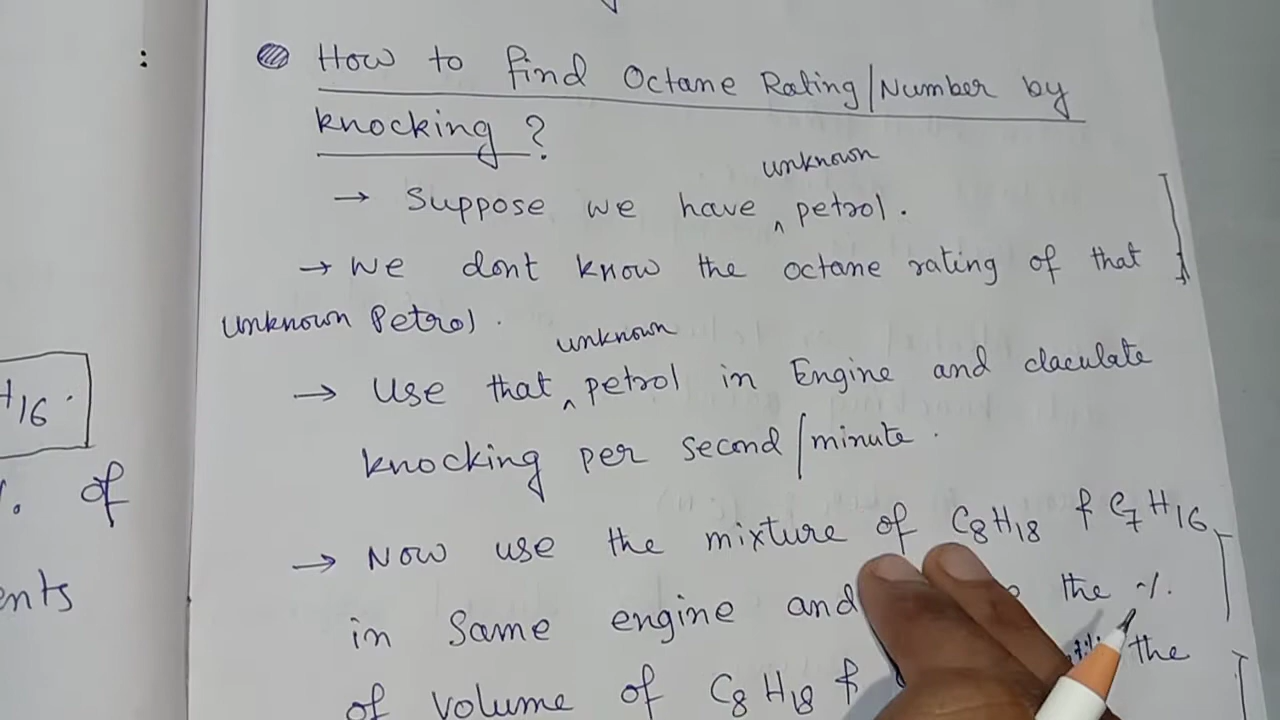 :
H16.
. of
ents
How to find Octane Rating/Number by
knocking ?
unknown
→ Suppose we have ^ petrol.
→ We dont know the octane rating of that
unknown Petrol.
unknown
→ Use that ^ petrol in Engine and claculate
knocking per second/minute.
→ Now use the mixture of C8H18 & C7H16
in same engine and the %.
of volume of C8H18 & the